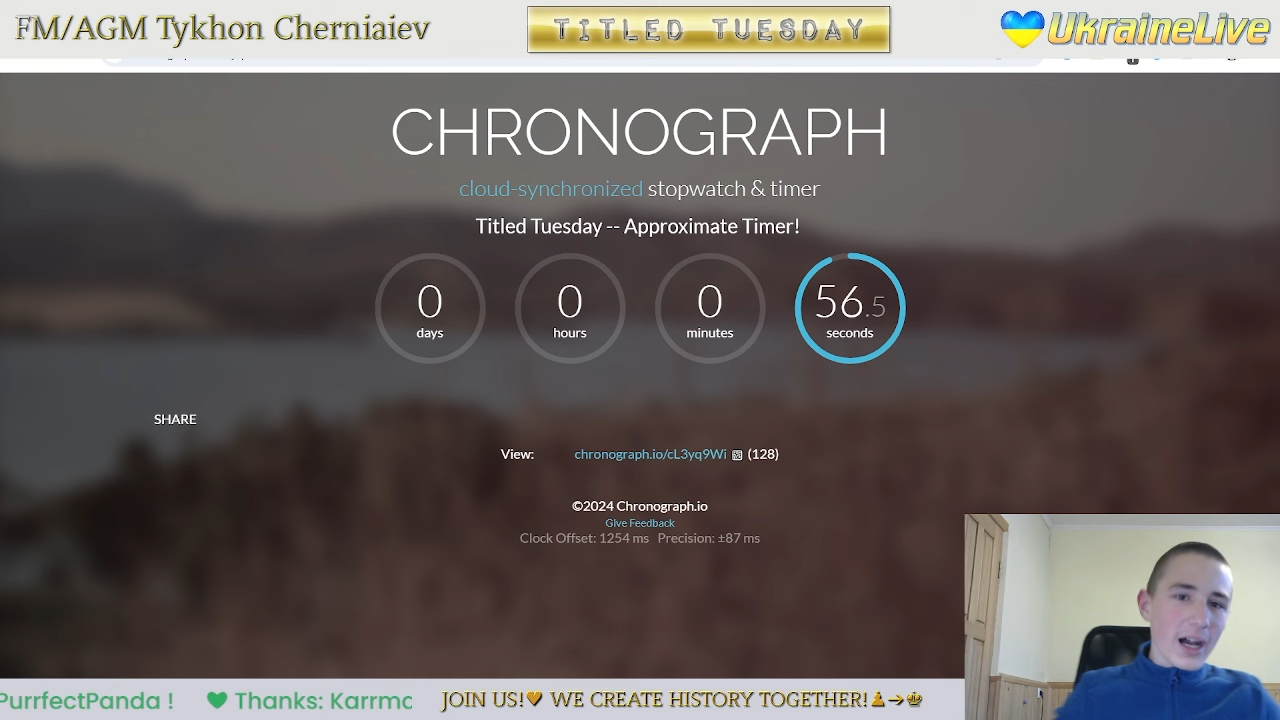 FM/AGM Tykhon Cherniaiev
TITLED TUESDAY
UkraineLive
CHRONOGRAPH
cloud-synchronized stopwatch & timer
Titled Tuesday -- Approximate Timer!
0 days
0 hours
0 minutes
56.5 seconds
SHARE
View: chronograph.io/cL3yq9Wi (128)
©2024 Chronograph.io
Give Feedback
Clock Offset: 1254 ms Precision: ±87 ms
PurrfectPanda !
Thanks: Karrmc
JOIN US! WE CREATE HISTORY TOGETHER!